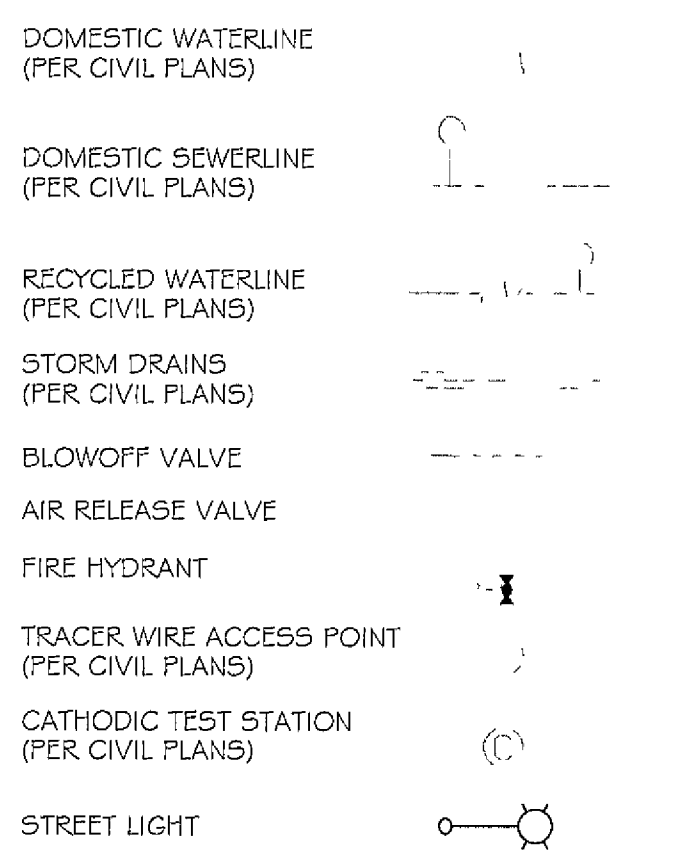 DOMESTIC WATERLINE
(PER CIVIL PLANS)
DOMESTIC SEWERLINE
(PER CIVIL PLANS)
RECYCLED WATERLINE
(PER CIVIL PLANS)
STORM DRAINS
(PER CIVIL PLANS)
BLOWOFF VALVE
AIR RELEASE VALVE
FIRE HYDRANT
TRACER WIRE ACCESS POINT
(PER CIVIL PLANS)
CATHODIC TEST STATION
(PER CIVIL PLANS)
C
STREET LIGHT